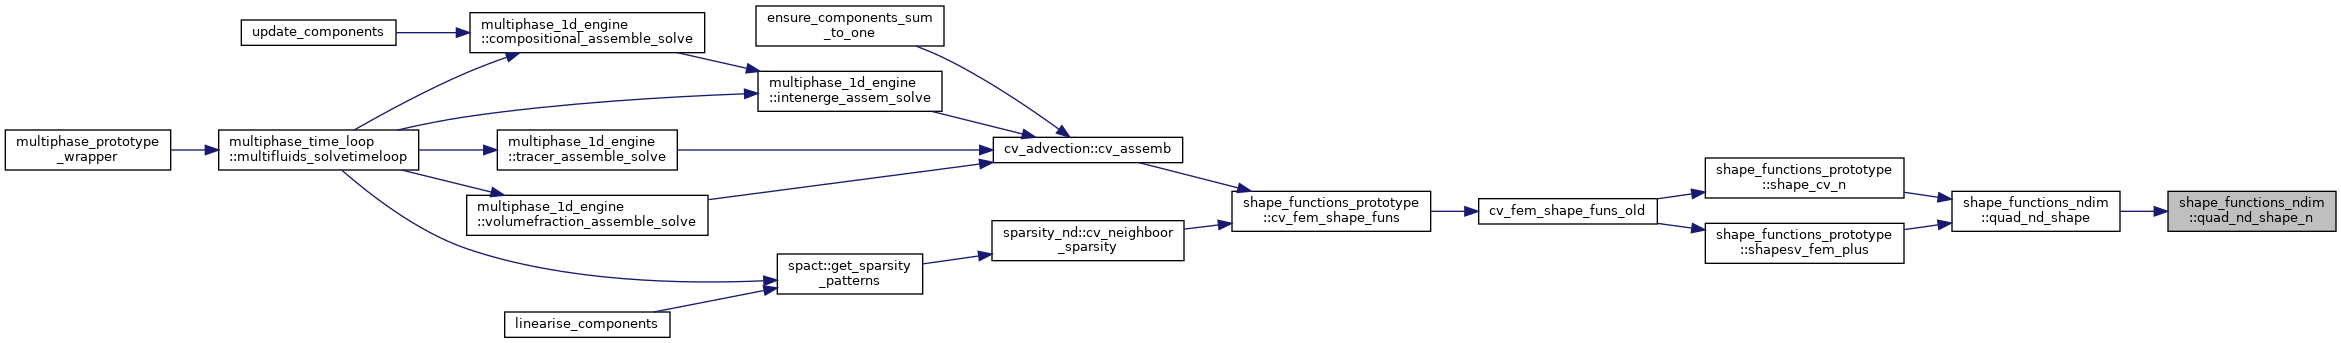 multiphase_prototype
_wrapper
update_components
multiphase_time_loop
::multifluids_solvetimeloop
multiphase_1d_engine
::compositional_assemble_solve
multiphase_1d_engine
::tracer_assemble_solve
multiphase_1d_engine
::volumefraction_assemble_solve
linearise_components
ensure_components_sum
_to_one
multiphase_1d_engine
::intenerge_assem_solve
spact::get_sparsity
_patterns
cv_advection::cv_assemb
sparsity_nd::cv_neighboor
_sparsity
shape_functions_prototype
::cv_fem_shape_funs
cv_fem_shape_funs_old
shape_functions_prototype
::shape_cv_n
shape_functions_prototype
::shapesv_fem_plus
shape_functions_ndim
::quad_nd_shape
shape_functions_ndim
::quad_nd_shape_n